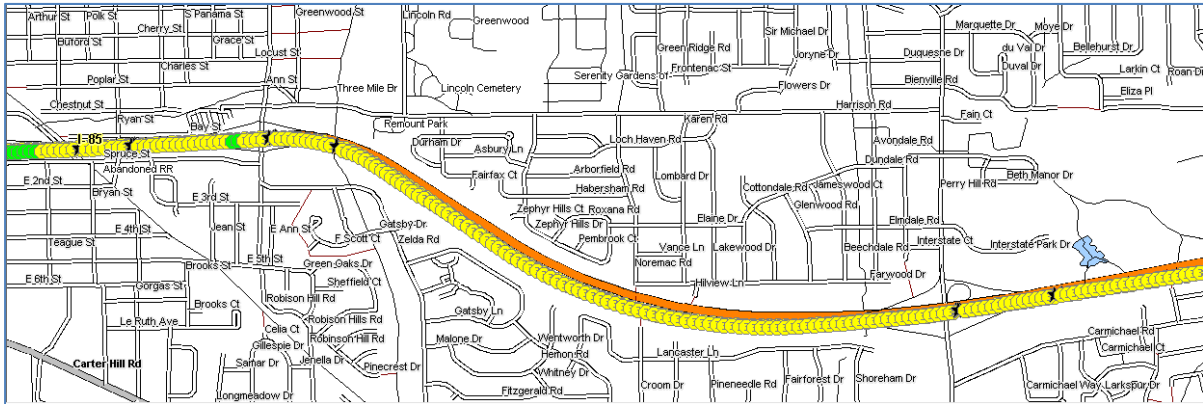 Arthur St
Polk St
S Panama St
Greenwood St
Lincoln Rd
Greenwood
Sir Michael Dr
Marquette Dr
Moye Dr
Cherry St
Buford St
Grace St
Locust St
Green Ridge Rd
Joryne Dr
Duquesne Dr
du Val Dr
Bellehurst Dr
Charles St
Frontenac St
Duval Dr
Larkin Ct
Roan Dr
Poplar St
Ann St
Serenity Gardens of
Bienville Rd
Three Mile Br
Lincoln Cemetery
Flowers Dr
Eliza Pl
Chestnut St
Harrison Rd
Ryan St
Bay St
Remount Park
Karen Rd
Fain Ct
I-85
Durham Dr
Loch Haven Rd
Avondale Rd
Spruce St
Asbury Ln
Dundale Rd
Abandoned RR
Fairfax Ct
Arborfield Rd
Lombard Dr
Beth Manor Dr
E 2nd St
Habersham Rd
Cottondale Rd
Jameswood Ct
Perry Hill Rd
Bryan St
E 3rd St
Glenwood Rd
Zephyr Hills Ct
Roxana Rd
Elaine Dr
Elmdale Rd
E 4th St
Jean St
E Ann St
Gatsby Dr
Zephyr Hills Dr
Teague St
F Scott Ct
Zelda Rd
Pembrook Ct
Vance Ln
Lakewood Dr
Beechdale Rd
Interstate Ct
Interstate Park Dr
Brooks St
E 5th St
Green Oaks Dr
Noremac Rd
Farwood Dr
E 6th St
Gorgas St
Sheffield Ct
Hilview Ln
Robison Hill Rd
Brooks Ct
Gatsby Ln
Le Ruth Ave
Robison Hills Rd
Celia Ct
Robinson Hill Rd
Malone Dr
Wentworth Dr
Carmichael Rd
Gillespie Dr
Hernon Rd
Lancaster Ln
Carmichael Ct
Carter Hill Rd
Samar Dr
Jenella Dr
Pinecrest Dr
Whitney Dr
Croom Dr
Pineneedle Rd
Fairforest Dr
Shoreham Dr
Carmichael Way
Larkspur Dr
Longmeadow Dr
Fitzgerald Rd